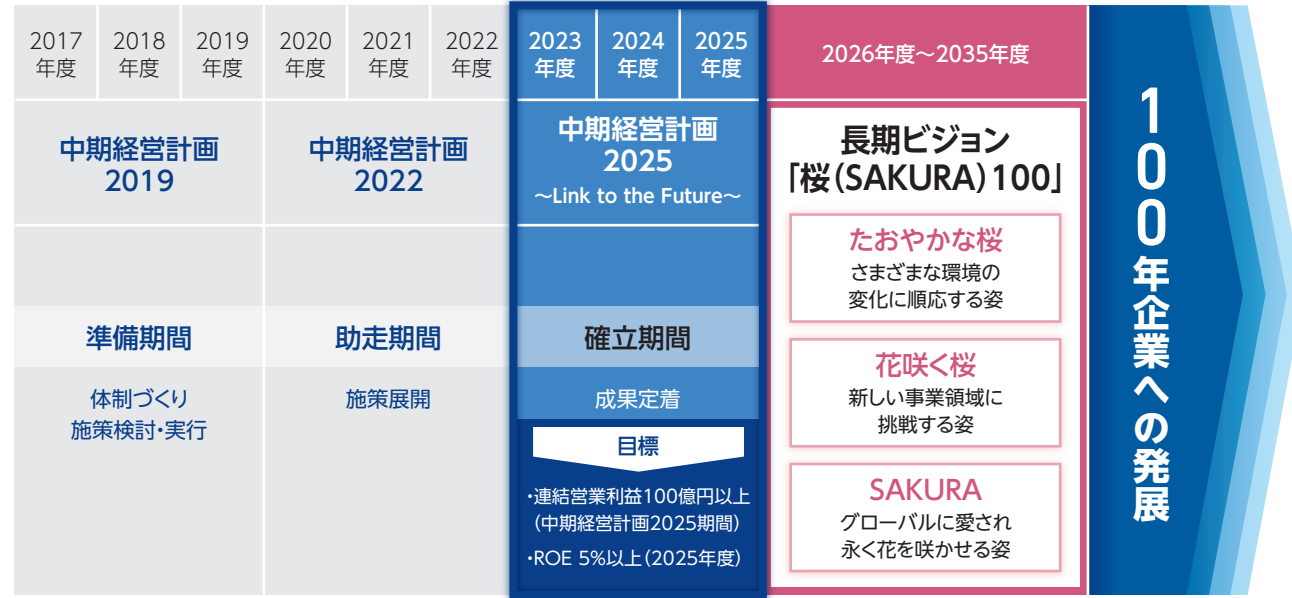 2017
年度
2018
年度
2019
年度
2020
年度
2021
年度
2022
年度
2023
年度
2024
年度
2025
年度
2026年度～2035年度
中期経営計画
2019
中期経営計画
2022
中期経営計画
2025
～Link to the Future～
準備期間
助走期間
確立期間
体制づくり
施策検討・実行
施策展開
成果定着
目標
・連結営業利益100億円以上
（中期経営計画2025期間）
・ROE 5%以上（2025年度）
長期ビジョン
「桜（SAKURA）100」
たおやかな桜
さまざまな環境の
変化に順応する姿
花咲く桜
新しい事業領域に
挑戦する姿
SAKURA
グローバルに愛され
永く花を咲かせる姿
100年企業への発展